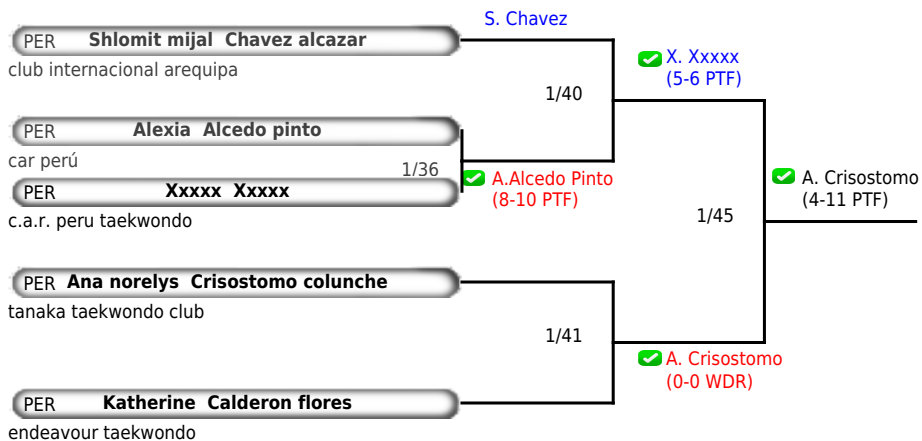 S. Chavez
PER Shlomit mijal Chavez alcazar
club internacional arequipa
X. Xxxxx
(5-6 PTF)
1/40
PER Alexia Alcedo pinto
car perú
1/36
A.Alcedo Pinto
(8-10 PTF)
PER Xxxxx Xxxxx
c.a.r. peru taekwondo
A. Crisostomo
(4-11 PTF)
1/45
PER Ana norelys Crisostomo colunche
tanaka taekwondo club
1/41
A. Crisostomo
(0-0 WDR)
PER Katherine Calderon flores
endeavour taekwondo